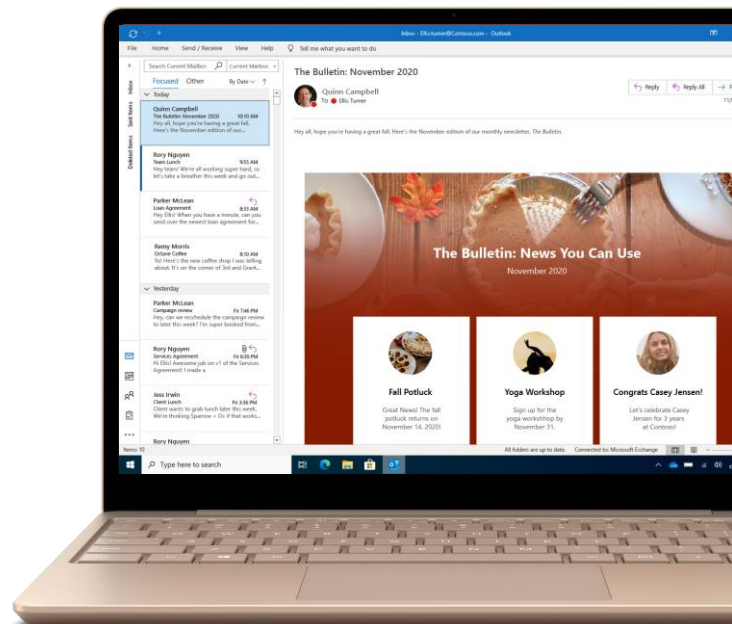 Inbox - Ellis.turner@Contoso.com - Outlook
File Home Send / Receive View Help Tell me what you want to do
Search Current Mailbox Current Mailbox
Focused Other By Date
Inbox
Sent Items
Deleted Items
Today
Quinn Campbell
The Bulletin: November 2020 10:10 AM
Hey all, hope you're having a great fall.
Here's the November edition of our...
Rory Nguyen
Team Lunch 9:55 AM
Hey team! We're all working super hard, so
let's take a breather this week and go out...
Parker McLean
Loan Agreement 8:53 AM
Hey Ellis! When you have a minute, can you
send over the newest loan agreement for...
Remy Morris
Octane Coffee 8:10 AM
Yo! Here's the new coffee shop I was telling
about. It's on the corner of 3rd and Grant...
Yesterday
Parker McLean
Campaign review Fri 7:46 PM
Hey, can we reschedule the campaign review
to later this week? I'm super booked from...
Rory Nguyen
Services Agreement Fri 6:20 PM
Hi Ellis! Awesome job on v1 of the Services
Agreement! I made a
Jess Irwin
Client Lunch Fri 3:36 PM
Client wants to grab lunch later this week.
We're thinking Sparrow + Or if that works...
Rory Nguyen
The Bulletin: November 2020
Quinn Campbell
To Ellis Turner
Reply Reply All
Hey all, hope you're having a great fall. Here's the November edition of our monthly newsletter, The Bulletin.
The Bulletin: News You Can Use
November 2020
Fall Potluck
Great News! The fall
potluck returns on
November 14, 2020!
Yoga Workshop
Sign up for the
yoga workshhop by
November 31.
Congrats Casey Jensen!
Let's celebrate Casey
Jensen for 3 years
at Contoso!
Items: 10 All folders are up to date. Connected to: Microsoft Exchange
Type here to search